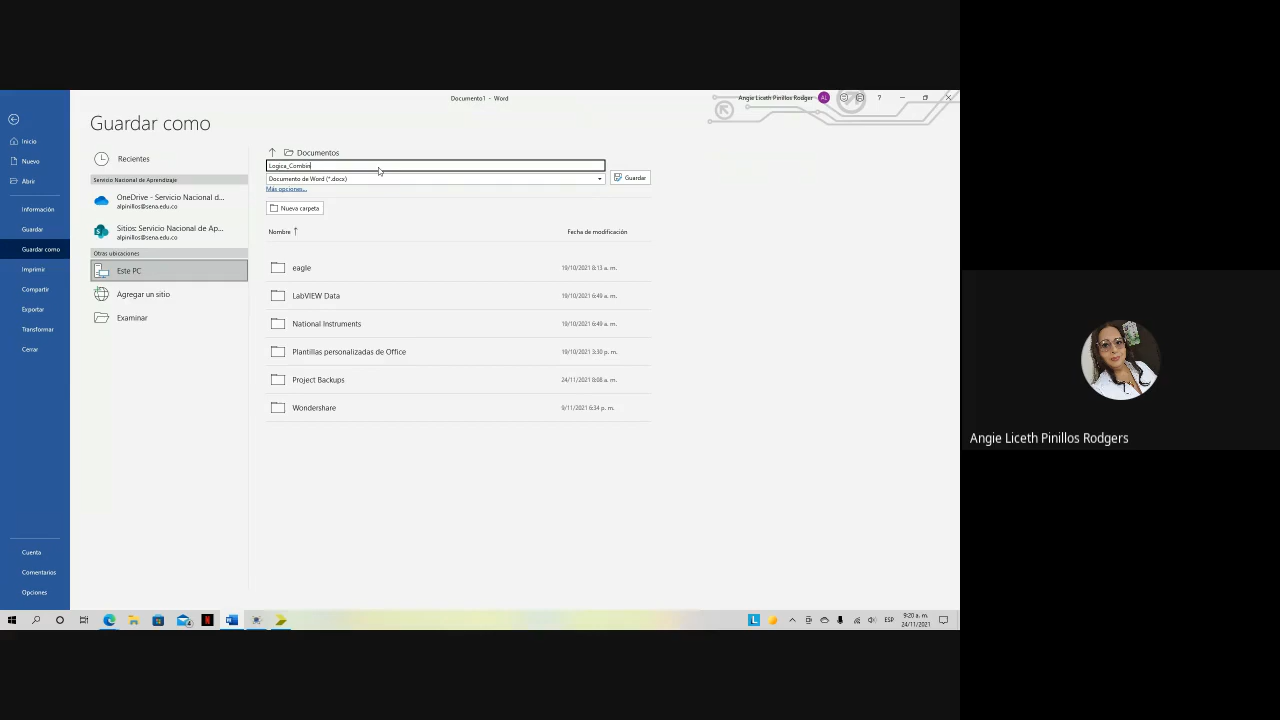 Documento1 - Word
Angie Liceth Pinillos Rodger
AL
?
Guardar como
Inicio
Nuevo
Abrir
Información
Guardar
Guardar como
Imprimir
Compartir
Exportar
Transformar
Cerrar
Cuenta
Comentarios
Opciones
Recientes
Servicio Nacional de Aprendizaje
OneDrive - Servicio Nacional d...
alpinillos@sena.edu.co
Sitios: Servicio Nacional de Ap...
alpinillos@sena.edu.co
Otras ubicaciones
Este PC
Agregar un sitio
Examinar
Documentos
Logica_Combin
Documento de Word (*.docx)
Guardar
Más opciones...
Nueva carpeta
Nombre ↑ Fecha de modificación
eagle 19/10/2021 8:13 a. m.
LabVIEW Data 19/10/2021 6:49 a. m.
National Instruments 19/10/2021 6:49 a. m.
Plantillas personalizadas de Office 19/10/2021 3:30 p. m.
Project Backups 24/11/2021 8:08 a. m.
Wondershare 9/11/2021 6:34 p. m.
Angie Liceth Pinillos Rodgers
N
L
ESP
9:20 a. m.
24/11/2021